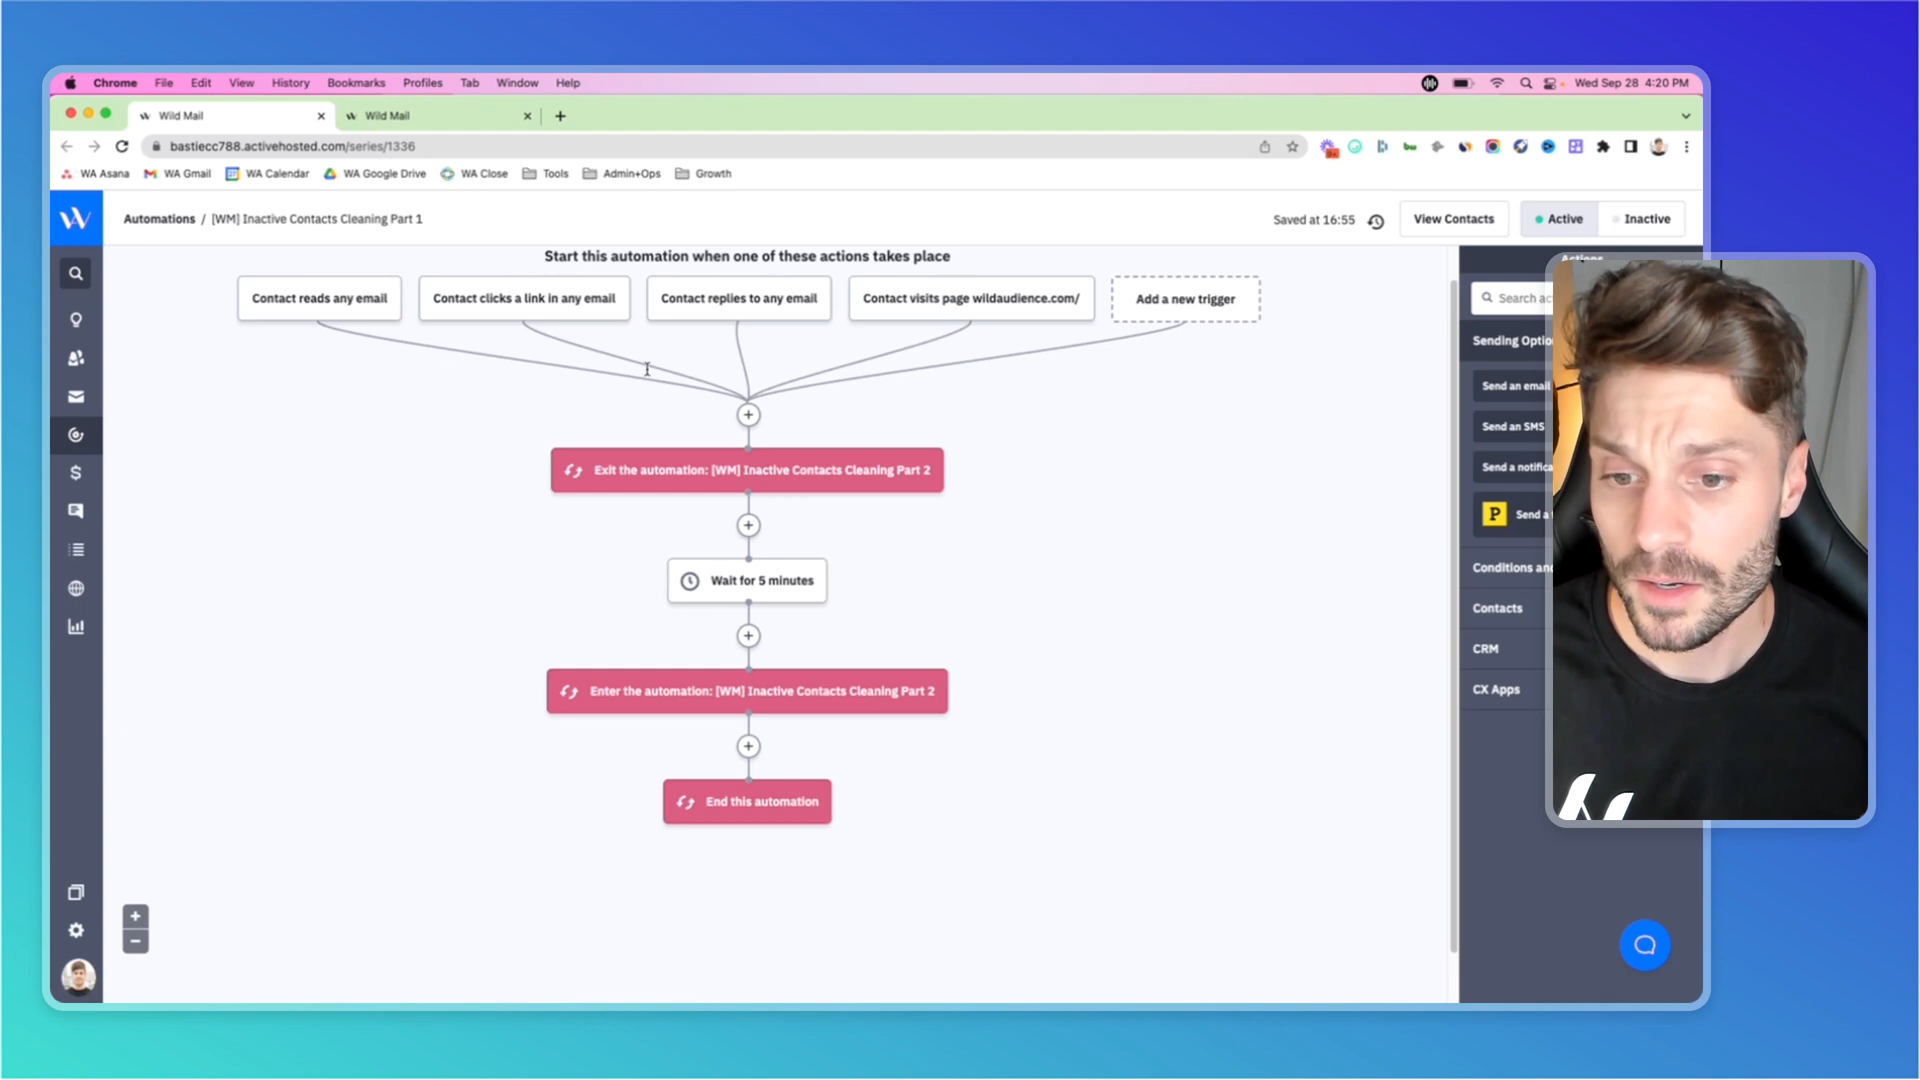 Chrome File Edit View History Bookmarks Profiles Tab Window Help
Wed Sep 28 4:20 PM
Wild Mail
Wild Mail
bastiecc788.activehosted.com/series/1336
WA Asana WA Gmail WA Calendar WA Google Drive WA Close Tools Admin+Ops Growth
Automations / [WM] Inactive Contacts Cleaning Part 1
Saved at 16:55
View Contacts
Active
Inactive
Start this automation when one of these actions takes place
Contact reads any email
Contact clicks a link in any email
Contact replies to any email
Contact visits page wildaudience.com/
Add a new trigger
Exit the automation: [WM] Inactive Contacts Cleaning Part 2
Wait for 5 minutes
Enter the automation: [WM] Inactive Contacts Cleaning Part 2
End this automation
Search
Sending
Send an email
Send an SMS
Send a
P Send a
Conditions
Contacts
CRM
CX Apps